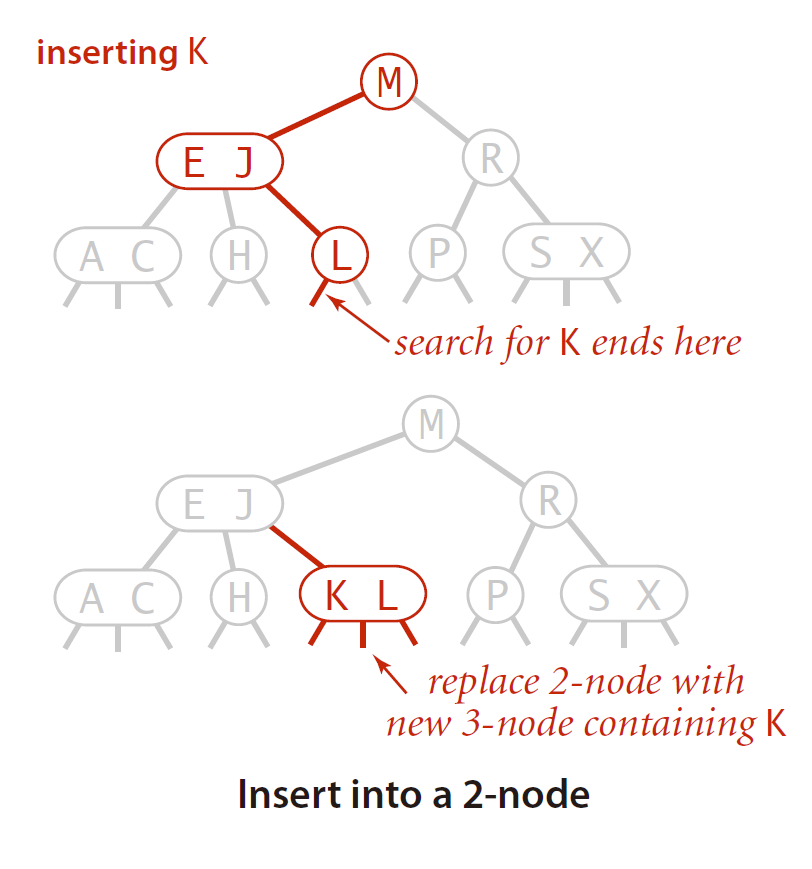 inserting K
M
E J
R
A C
H
L
P
S X
search for K ends here
M
E J
R
A C
H
K L
P
S X
replace 2-node with
new 3-node containing K
Insert into a 2-node